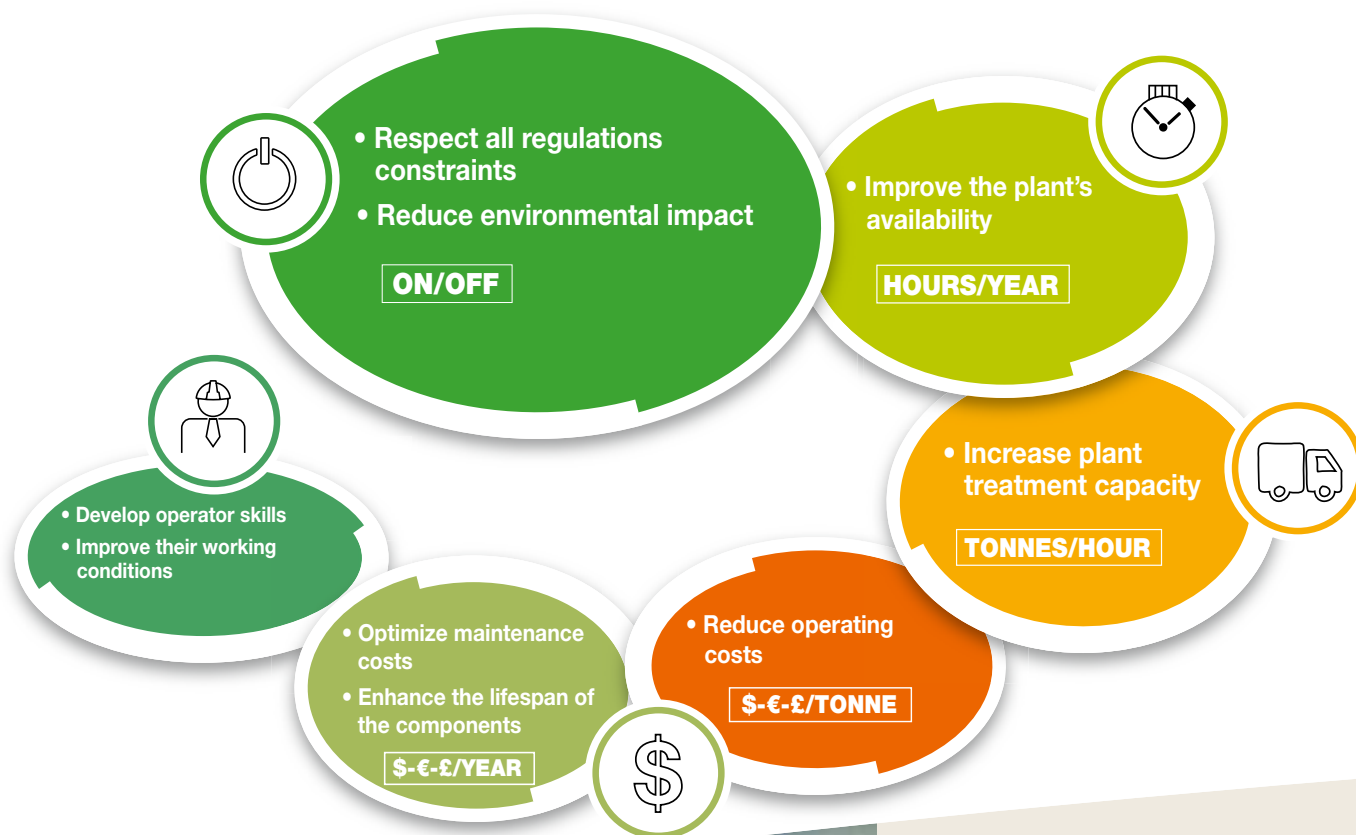 • Respect all regulations
constraints
• Reduce environmental impact
ON/OFF
• Improve the plant's
availability
HOURS/YEAR
• Increase plant
treatment capacity
TONNES/HOUR
• Reduce operating
costs
$-€-£/TONNE
$
• Optimize maintenance
costs
• Enhance the lifespan of
the components
$-€-£/YEAR
• Develop operator skills
• Improve their working
conditions